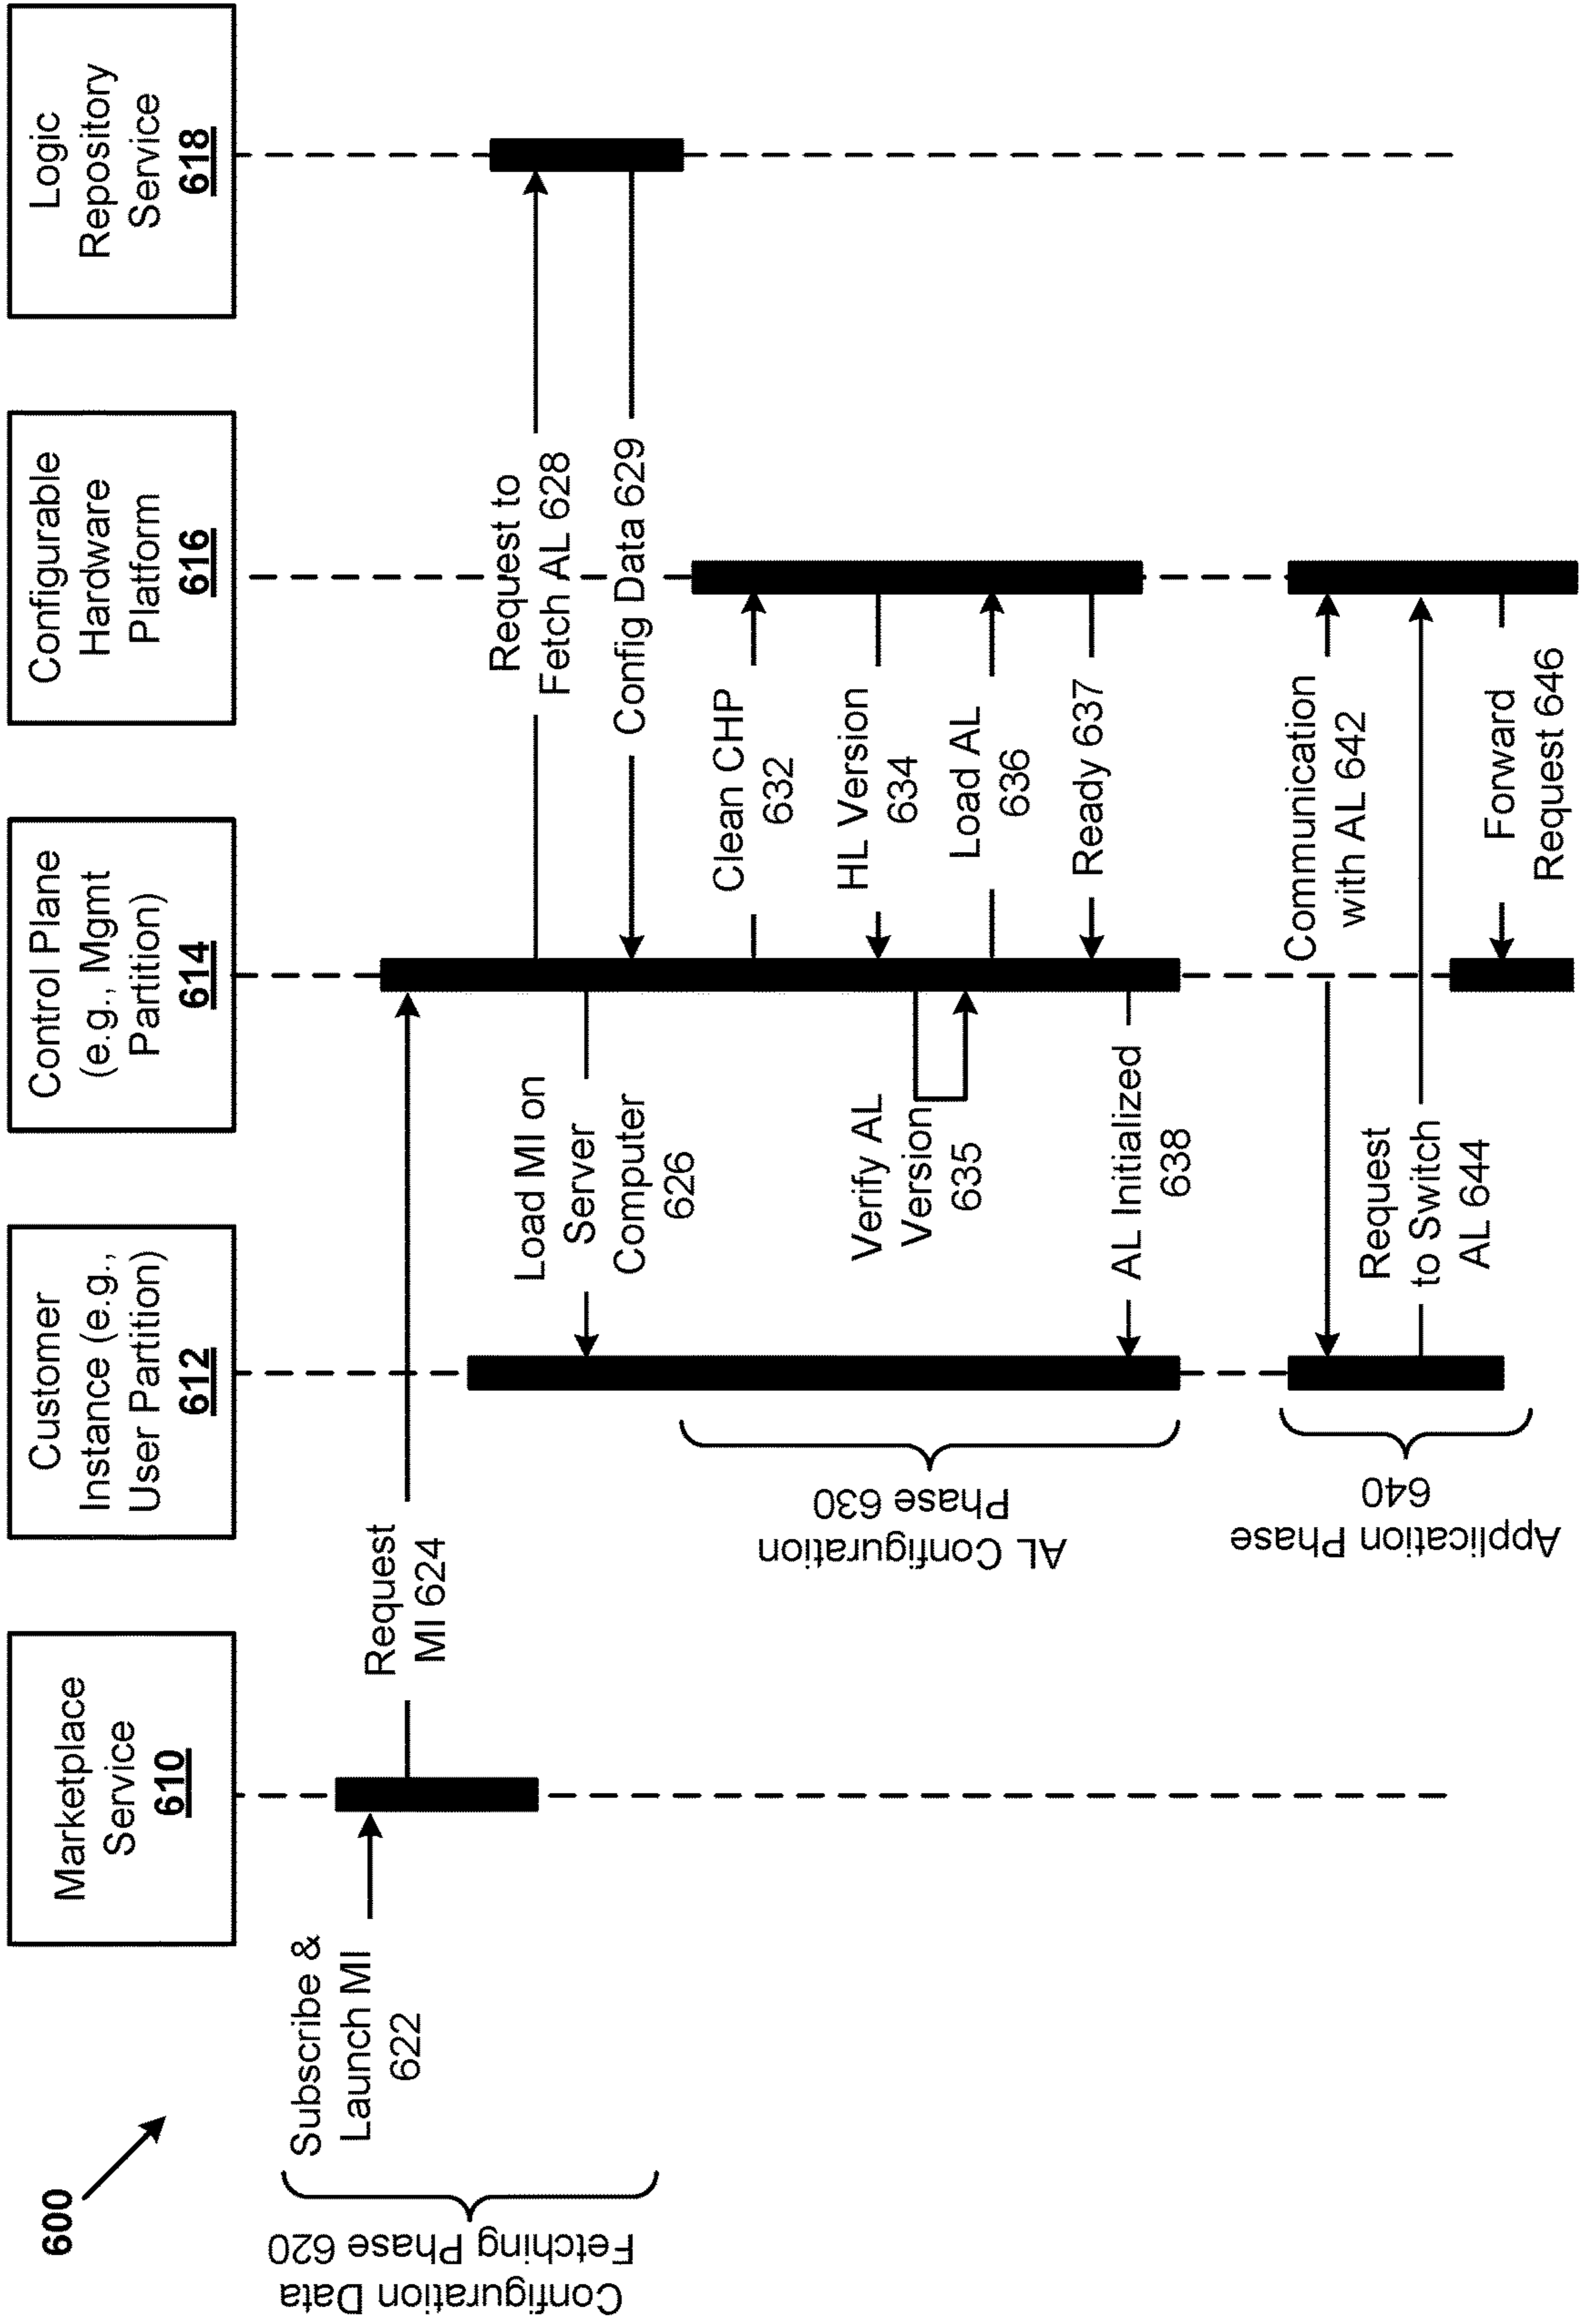 600
Marketplace
Service
610
Customer
Instance (e.g.,
User Partition)
612
Control Plane
(e.g., Mgmt
Partition)
614
Configurable
Hardware
Platform
616
Logic
Repository
Service
618
Configuration Data
Fetching Phase 620
Subscribe &
Launch MI
622
Request
MI 624
Load MI on
Server
Computer
626
Request to
Fetch AL 628
Config Data 629
AL Configuration
Phase 630
Clean CHP
632
HL Version
634
Verify AL
Version
635
Load AL
636
Ready 637
AL Initialized
638
Application Phase
640
Communication
with AL 642
Request
to Switch
AL 644
Forward
Request 646